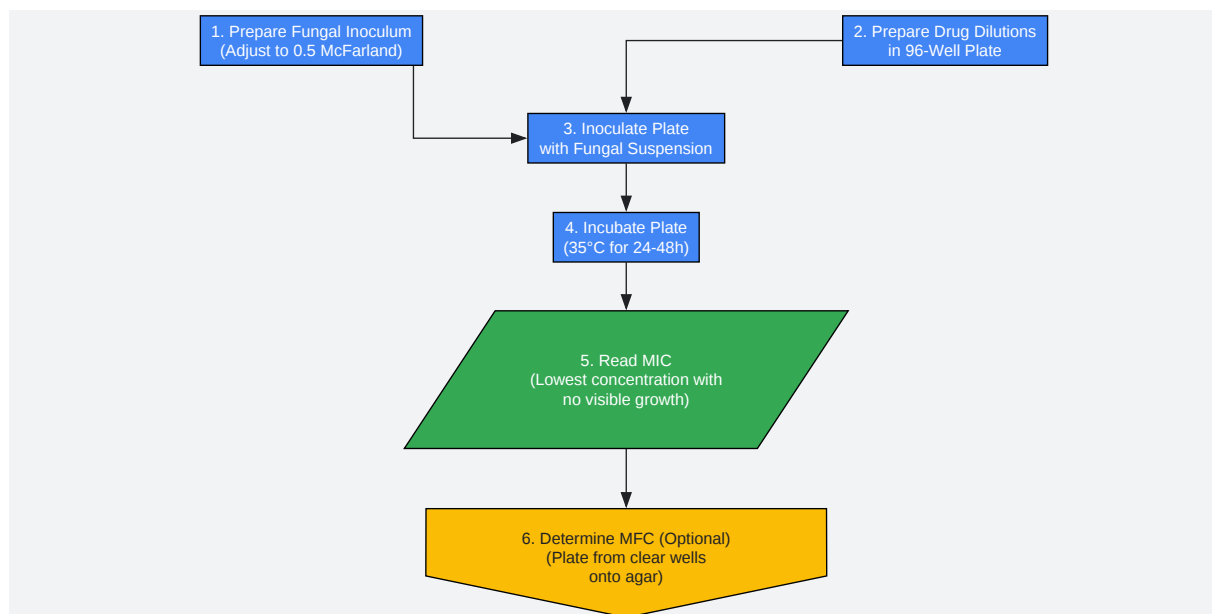 1. Prepare Fungal Inoculum
(Adjust to 0.5 McFarland)
2. Prepare Drug Dilutions
in 96-Well Plate
3. Inoculate Plate
with Fungal Suspension
4. Incubate Plate
(35°C for 24-48h)
5. Read MIC
(Lowest concentration with
no visible growth)
6. Determine MFC (Optional)
(Plate from clear wells
onto agar)